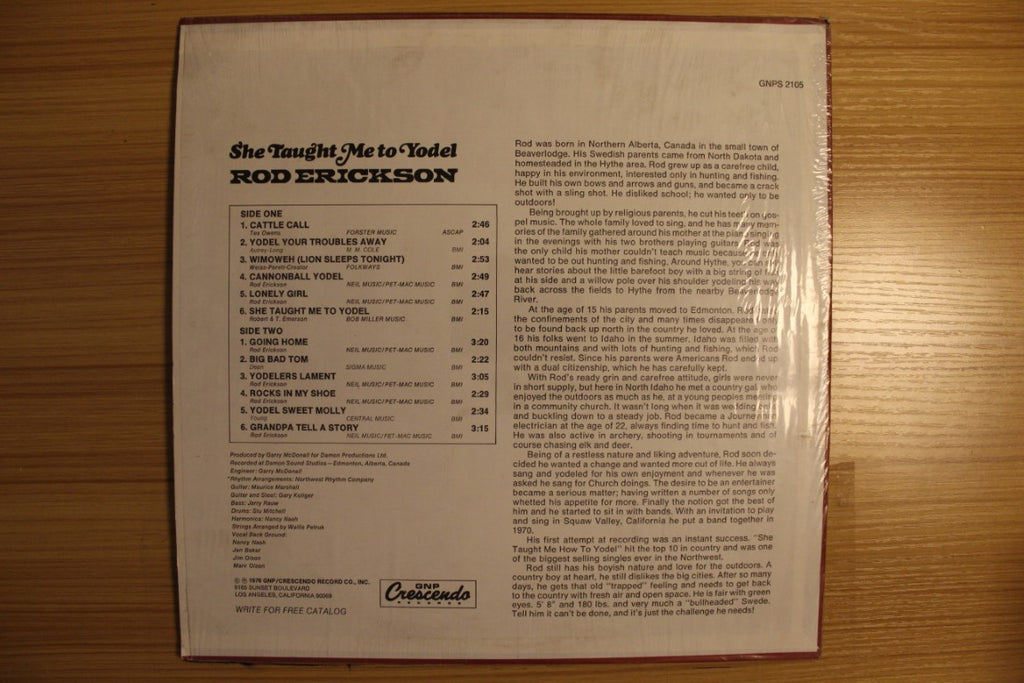 GNPS 2105
She Taught Me to Yodel
ROD ERICKSON
SIDE ONE
1. CATTLE CALL 2:46
Tex Owens FORSTER MUSIC ASCAP
2. YODEL YOUR TROUBLES AWAY 2:04
Autry-Long M. M. COLE BMI
3. WIMOWEH (LION SLEEPS TONIGHT) 2:53
Weiss-Pereti-Creator FOLKWAYS BMI
4. CANNONBALL YODEL 2:49
Rod Erickson NEIL MUSIC/PET-MAC MUSIC BMI
5. LONELY GIRL 2:47
Rod Erickson NEIL MUSIC/PET-MAC MUSIC BMI
6. SHE TAUGHT ME TO YODEL 2:15
Robert & T. Emerson BOB MILLER MUSIC BMI
SIDE TWO
1. GOING HOME 3:20
Rod Erickson NEIL MUSIC/PET-MAC MUSIC BMI
2. BIG BAD TOM 2:22
Dean SIGMA MUSIC BMI
3. YODELERS LAMENT 3:05
Rod Erickson NEIL MUSIC/PET-MAC MUSIC BMI
4. ROCKS IN MY SHOE 2:29
Rod Erickson NEIL MUSIC/PET-MAC MUSIC BMI
5. YODEL SWEET MOLLY 2:34
Young CENTRAL MUSIC BMI
6. GRANDPA TELL A STORY 3:15
Rod Erickson NEIL MUSIC/PET-MAC MUSIC BMI
Produced by Garry McDonall for Damon Productions Ltd.
Recorded at Damon Sound Studios—Edmonton, Alberta, Canada
Engineer: Garry McDonall
*Rhythm Arrangements: Northwest Rhythm Company
Guitar: Maurice Marshall
Guitar and Steel: Gary Koliger
Bass: Jerry
Drums: Stu Mitchell
Harmonica: Nancy Nash
Strings Arranged by Wallis Petruk
Vocal Back Ground:
Nancy Nash
Jan Baker
Jim Olson
Marv Olson
© ℗ 1976 GNP/CRESCENDO RECORD CO., INC.
9165 SUNSET BOULEVARD
LOS ANGELES, CALIFORNIA 90069
WRITE FOR FREE CATALOG
GNP
Crescendo
RECORDS
Rod was born in Northern Alberta, Canada in the small town of
Beaverlodge. His Swedish parents came from North Dakota and
homesteaded in the Hythe area. Rod grew up as a carefree child,
happy in his environment, interested only in hunting and fishing.
He built his own bows and arrows and guns, and became a crack
shot with a sling shot. He disliked school; he wanted only to be
outdoors!
Being brought up by religious parents, he cut his teeth on gos-
pel music. The whole family loved to sing, and he has many mem-
ories of the family gathered around his mother at the piano singing
in the evenings with his two brothers playing guitars. Rod was
the only child his mother couldn't teach music because he
wanted to be out hunting and fishing. Around Hythe, you can
hear stories about the little barefoot boy with a big string of
at his side and a willow pole over his shoulder yodeling his way
back across the fields to Hythe from the nearby Beaverlodge
River.
At the age of 15 his parents moved to Edmonton. Rod
the confinements of the city and many times disappeared only
to be found back up north in the country he loved. At the age of
16 his folks went to Idaho in the summer. Idaho was filled with
both mountains and with lots of hunting and fishing, which Rod
couldn't resist. Since his parents were Americans Rod ended up
with a dual citizenship, which he has carefully kept.
With Rod's ready grin and carefree attitude, girls were never
in short supply, but here in North Idaho he met a country gal who
enjoyed the outdoors as much as he, at a young peoples meeting
in a community church. It wasn't long when it was wedding
and buckling down to a steady job. Rod became a Journeyman
electrician at the age of 22, always finding time to hunt and fish.
He was also active in archery, shooting in tournaments and of
course chasing elk and deer.
Being of a restless nature and liking adventure, Rod soon de-
cided he wanted a change and wanted more out of life. He always
sang and yodeled for his own enjoyment and whenever he was
asked he sang for Church doings. The desire to be an entertainer
became a serious matter; having written a number of songs only
whetted his appetite for more. Finally the notion got the best of
him and he started to sit in with bands. With an invitation to play
and sing in Squaw Valley, California he put a band together in
1970.
His first attempt at recording was an instant success. "She
Taught Me How To Yodel" hit the top 10 in country and was one
of the biggest selling singles ever in the Northwest.
Rod still has his boyish nature and love for the outdoors. A
country boy at heart, he still dislikes the big cities. After so many
days, he gets that old "trapped" feeling and needs to get back
to the country with fresh air and open space. He is fair with green
eyes. 5' 8" and 180 lbs. and very much a "bullheaded" Swede.
Tell him it can't be done, and it's just the challenge he needs!